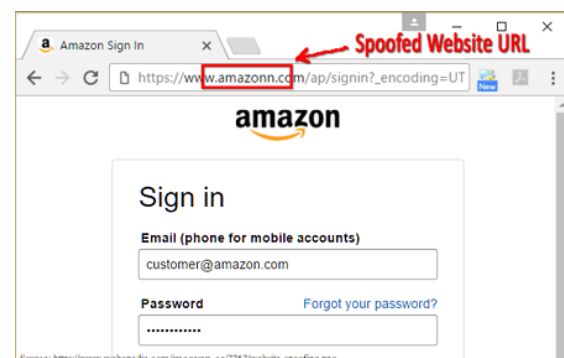 Amazon Sign In
Spoofed Website URL
https://www.amazonn.com/ap/signin?_encoding=UT
New
amazon
Sign in
Email (phone for mobile accounts)
customer@amazon.com
Password Forgot your password?
••••••••••••